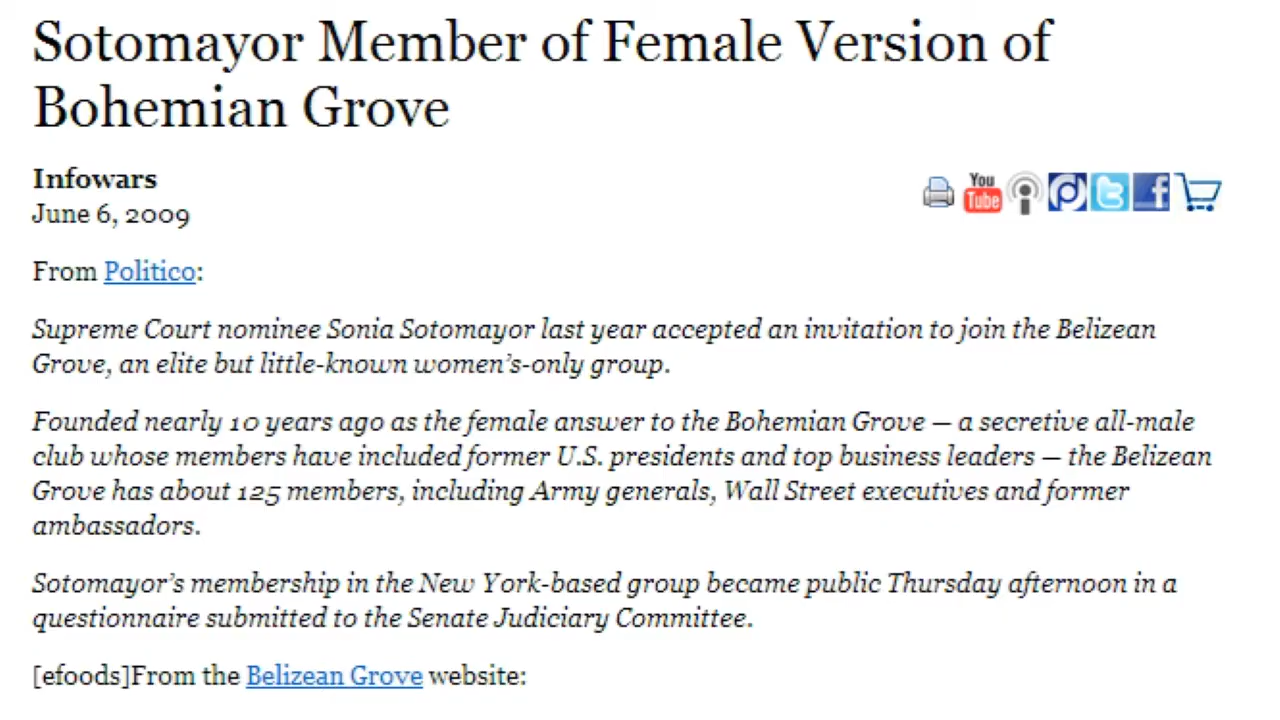 Sotomayor Member of Female Version of
Bohemian Grove
Infowars
June 6, 2009
You
Tube
From Politico:
Supreme Court nominee Sonia Sotomayor last year accepted an invitation to join the Belizean
Grove, an elite but little-known women’s-only group.
Founded nearly 10 years ago as the female answer to the Bohemian Grove — a secretive all-male
club whose members have included former U.S. presidents and top business leaders — the Belizean
Grove has about 125 members, including Army generals, Wall Street executives and former
ambassadors.
Sotomayor’s membership in the New York-based group became public Thursday afternoon in a
questionnaire submitted to the Senate Judiciary Committee.
[efoods]From the Belizean Grove website: